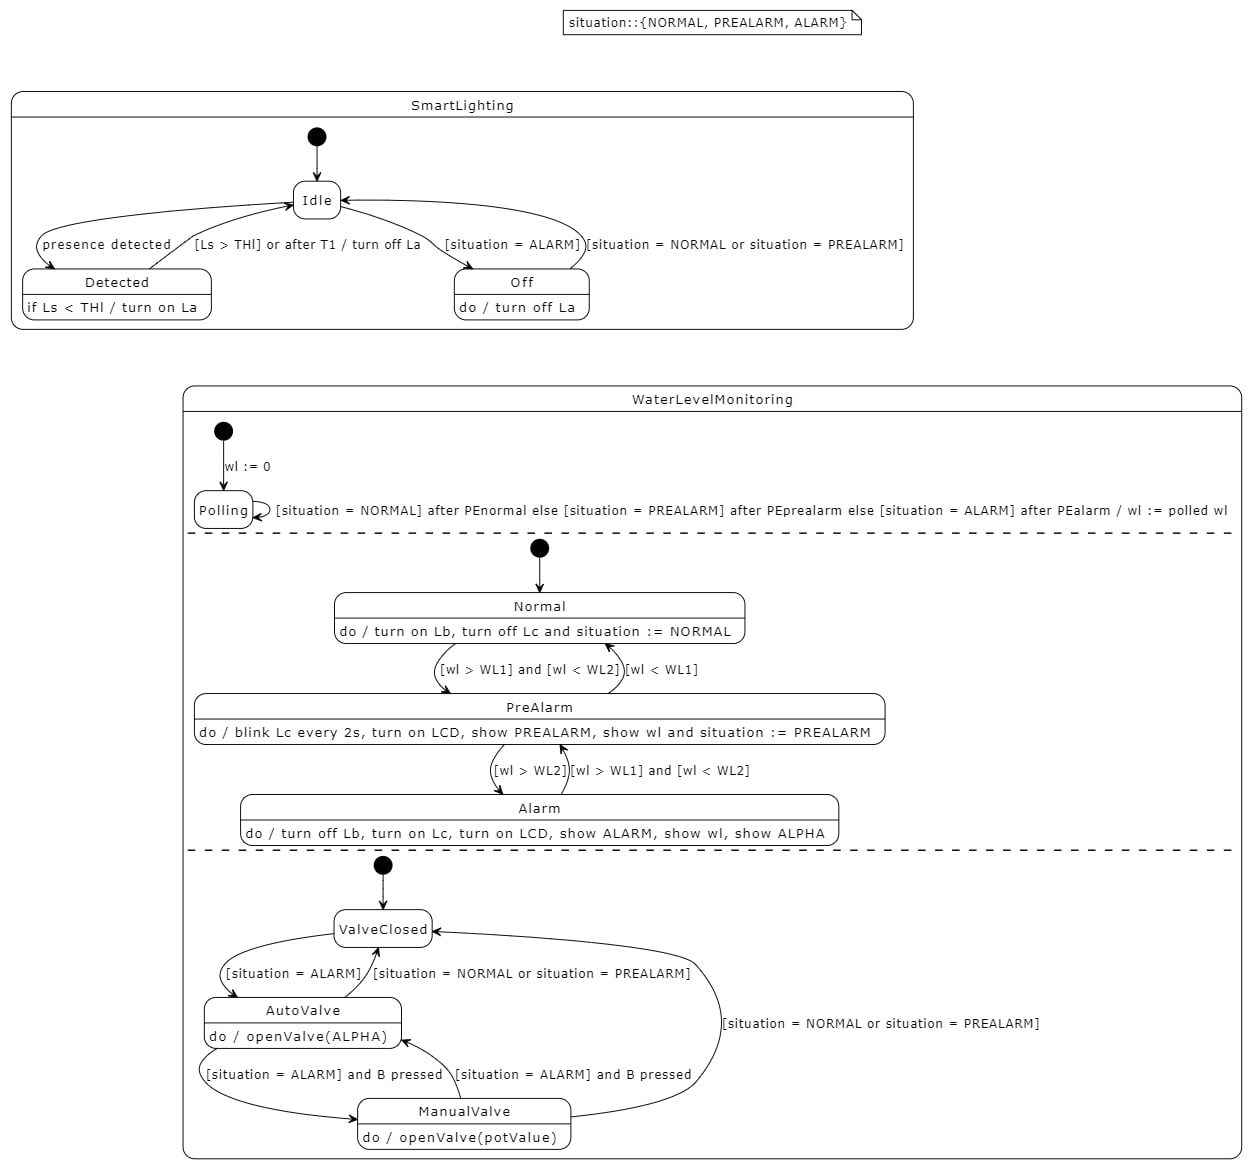 situation::{NORMAL, PREALARM, ALARM}
SmartLighting
Idle
presence detected
[Ls > THl] or after T1 / turn off La
[situation = ALARM]
[situation = NORMAL or situation = PREALARM]
Detected
if Ls < THl / turn on La
Off
do / turn off La
WaterLevelMonitoring
wl := 0
Polling
[situation = NORMAL] after PEnormal else [situation = PREALARM] after PEprealarm else [situation = ALARM] after PEalarm / wl := polled wl
Normal
do / turn on Lb, turn off Lc and situation := NORMAL
[wl > WL1] and [wl < WL2]
[wl < WL1]
PreAlarm
do / blink Lc every 2s, turn on LCD, show PREALARM, show wl and situation := PREALARM
[wl > WL2]
[wl > WL1] and [wl < WL2]
Alarm
do / turn off Lb, turn on Lc, turn on LCD, show ALARM, show wl, show ALPHA
ValveClosed
[situation = ALARM]
[situation = NORMAL or situation = PREALARM]
AutoValve
do / openValve(ALPHA)
[situation = NORMAL or situation = PREALARM]
[situation = ALARM] and B pressed
[situation = ALARM] and B pressed
ManualValve
do / openValve(potValue)